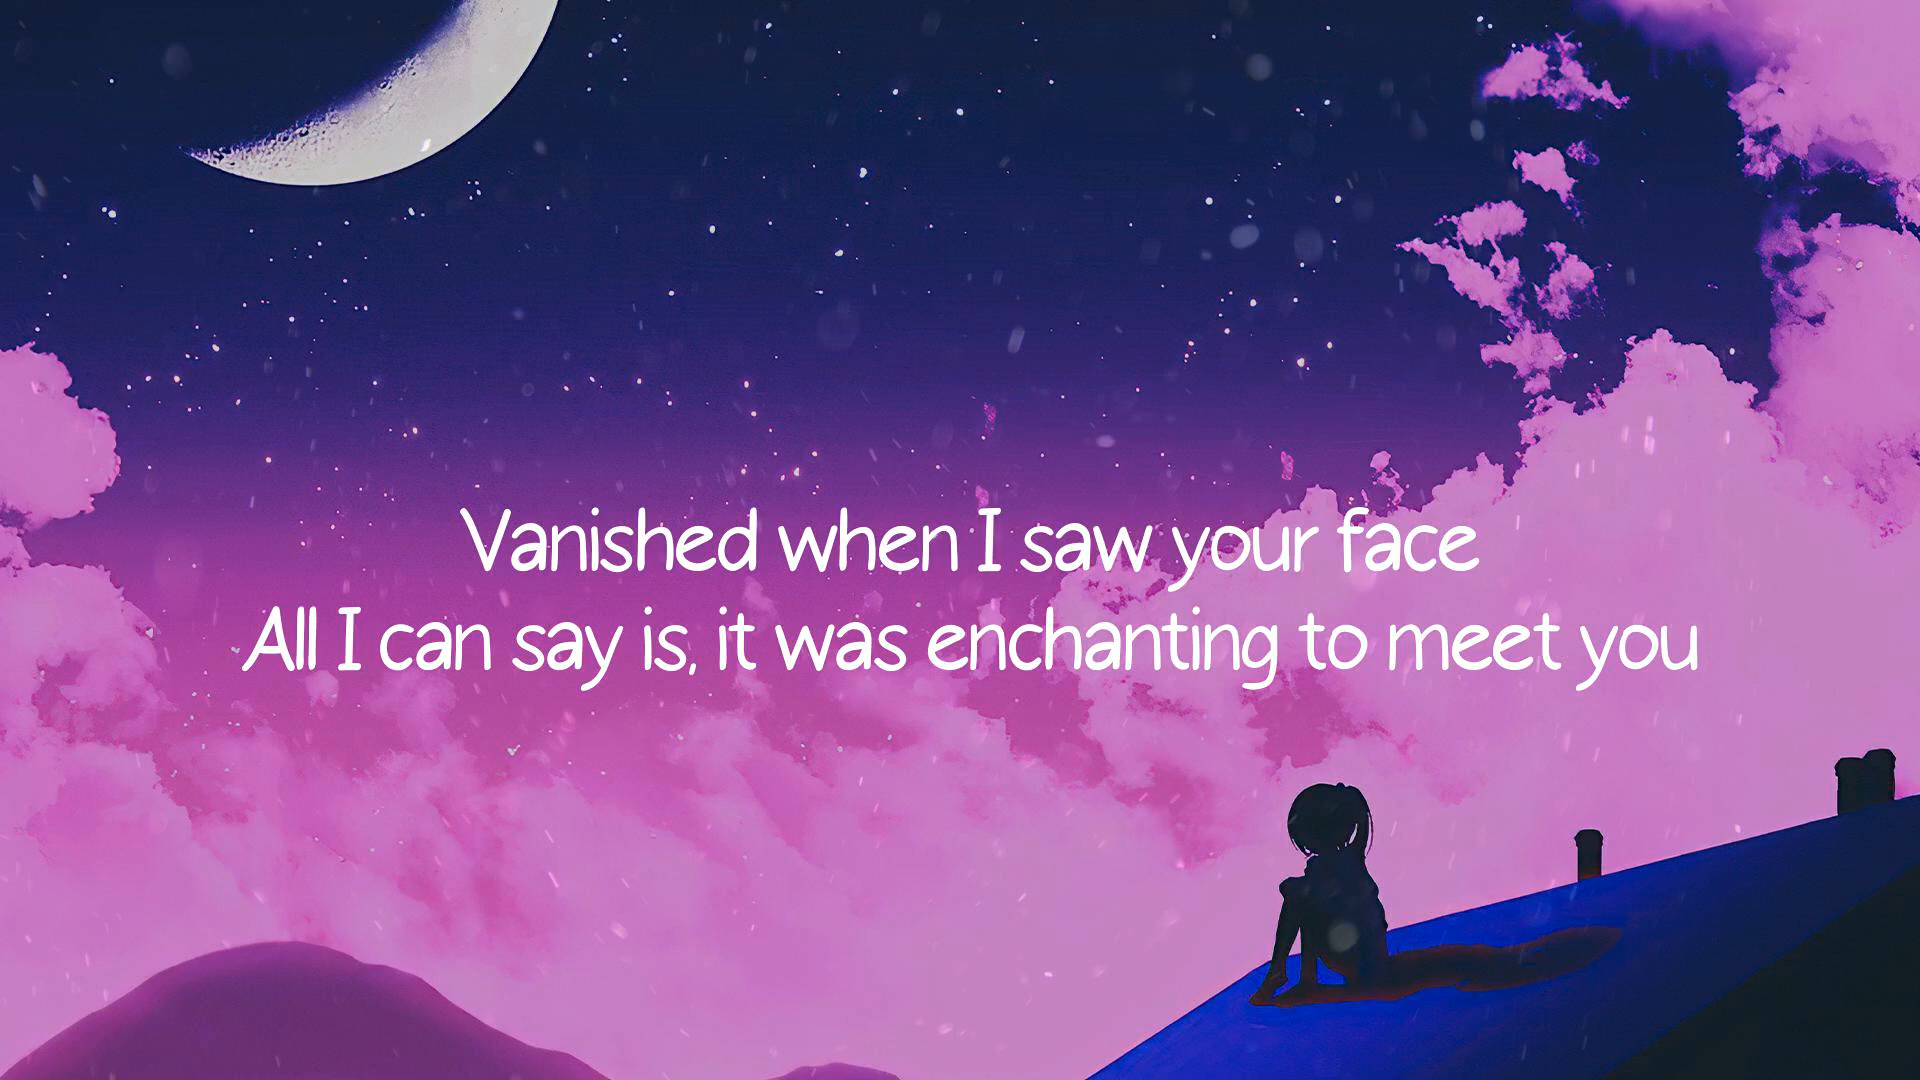 Vanished when I saw your face
All I can say is, it was enchanting to meet you